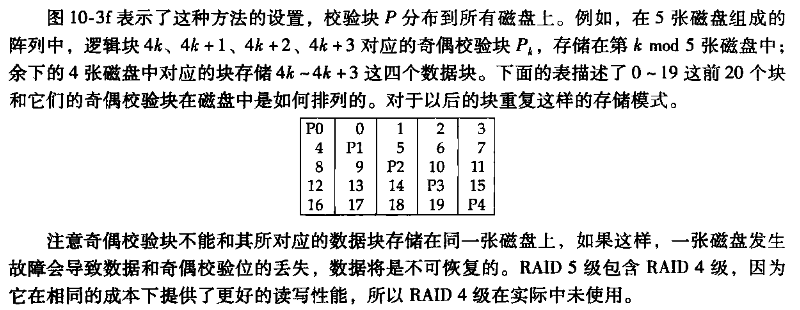 图 10-3f 表示了这种方法的设置，校验块 P 分布到所有磁盘上。例如，在 5 张磁盘组成的
阵列中，逻辑块 4k、4k + 1、4k + 2、4k + 3 对应的奇偶校验块 Pk，存储在第 k mod 5 张磁盘中；
余下的 4 张磁盘中对应的块存储 4k ~ 4k + 3 这四个数据块。下面的表描述了 0 ~ 19 这前 20 个块
和它们的奇偶校验块在磁盘中是如何排列的。对于以后的块重复这样的存储模式。
P0 0 1 2 3
4 P1 5 6 7
8 9 P2 10 11
12 13 14 P3 15
16 17 18 19 P4
注意奇偶校验块不能和其所对应的数据块存储在同一张磁盘上，如果这样，一张磁盘发生
故障会导致数据和奇偶校验位的丢失，数据将是不可恢复的。RAID 5 级包含 RAID 4 级，因为
它在相同的成本下提供了更好的读写性能，所以 RAID 4 级在实际中未使用。